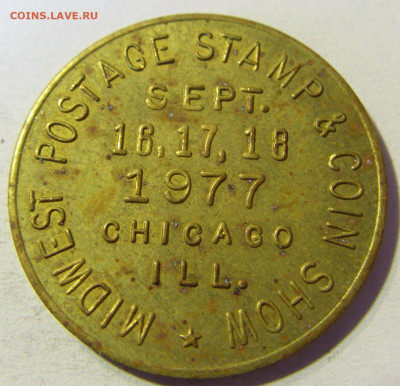 COINS.LAVE.RU
MIDWEST POSTAGE STAMP & COIN SHOW
SEPT.
16, 17, 18
1977
CHICAGO
ILL.